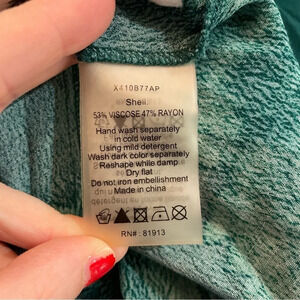 X410B77AP
Shell:
53% VISCOSE 47% RAYON
Hand wash separately
in cold water
Using mild detergent
Wash dark color separately
Reshape while damp
Dry flat
Do not iron embellishment
Made in china
RN#: 81913